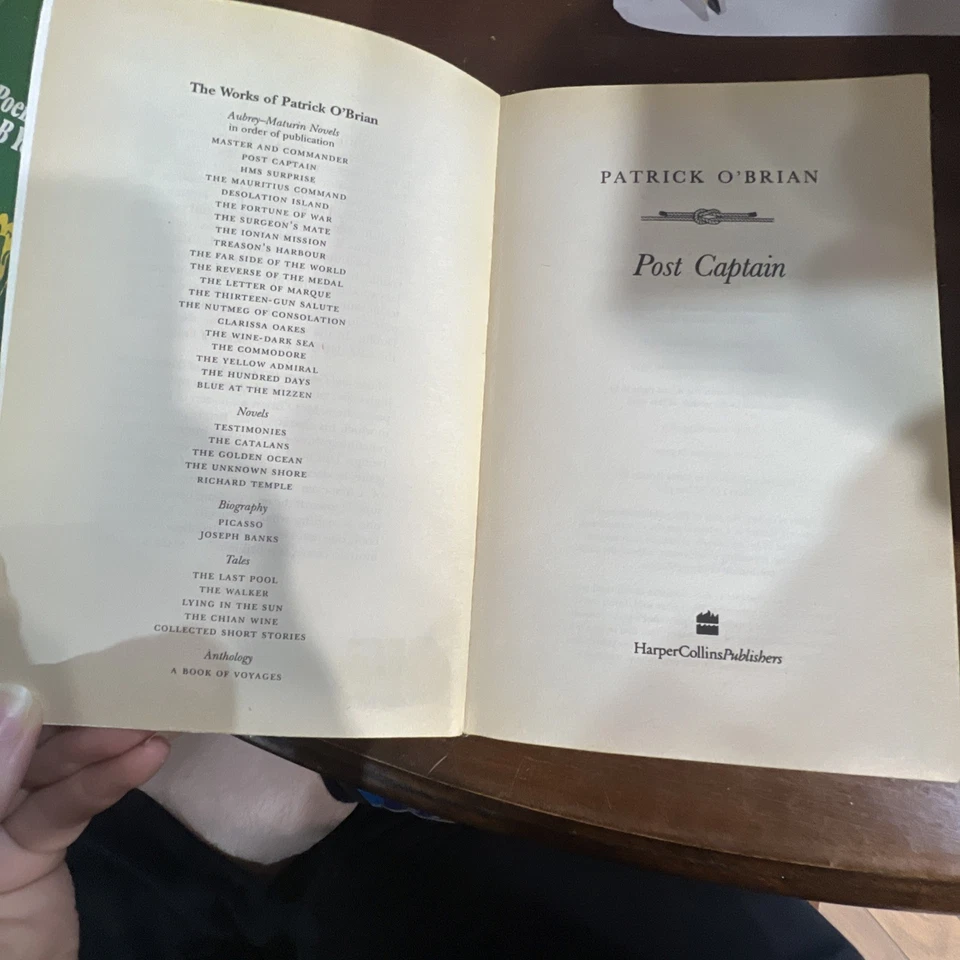 The Works of Patrick O'Brian
Aubrey–Maturin Novels
in order of publication
MASTER AND COMMANDER
POST CAPTAIN
HMS SURPRISE
THE MAURITIUS COMMAND
DESOLATION ISLAND
THE FORTUNE OF WAR
THE SURGEON'S MATE
THE IONIAN MISSION
TREASON'S HARBOUR
THE FAR SIDE OF THE WORLD
THE REVERSE OF THE MEDAL
THE LETTER OF MARQUE
THE THIRTEEN-GUN SALUTE
THE NUTMEG OF CONSOLATION
CLARISSA OAKES
THE WINE-DARK SEA
THE COMMODORE
THE YELLOW ADMIRAL
THE HUNDRED DAYS
BLUE AT THE MIZZEN
Novels
TESTIMONIES
THE CATALANS
THE GOLDEN OCEAN
THE UNKNOWN SHORE
RICHARD TEMPLE
Biography
PICASSO
JOSEPH BANKS
Tales
THE LAST POOL
THE WALKER
LYING IN THE SUN
THE CHIAN WINE
COLLECTED SHORT STORIES
Anthology
A BOOK OF VOYAGES
PATRICK O'BRIAN
Post Captain
HarperCollinsPublishers